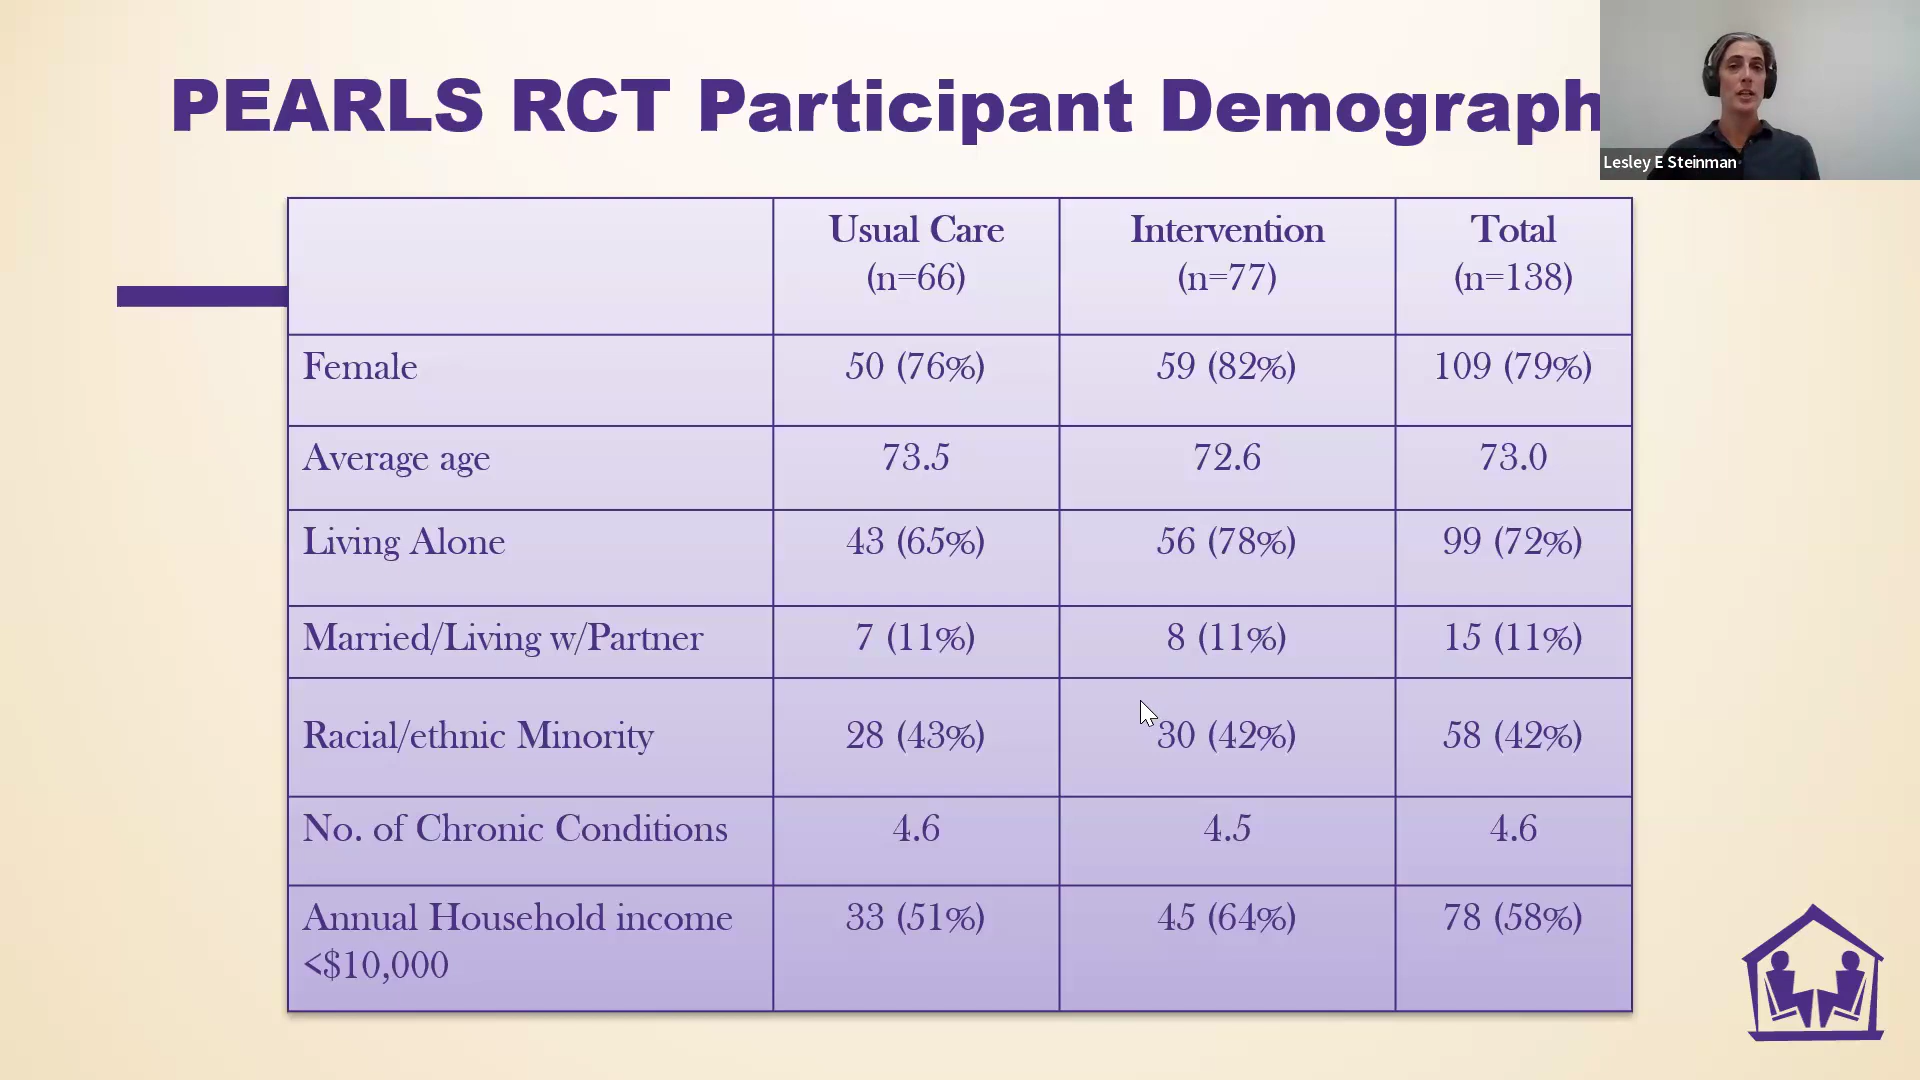 PEARLS RCT Participant Demograph
Lesley E Steinman
Usual Care Intervention Total
(n=66) (n=77) (n=138)
Female 50 (76%) 59 (82%) 109 (79%)
Average age 73.5 72.6 73.0
Living Alone 43 (65%) 56 (78%) 99 (72%)
Married/Living w/Partner 7 (11%) 8 (11%) 15 (11%)
Racial/ethnic Minority 28 (43%) 30 (42%) 58 (42%)
No. of Chronic Conditions 4.6 4.5 4.6
Annual Household income 33 (51%) 45 (64%) 78 (58%)
<$10,000